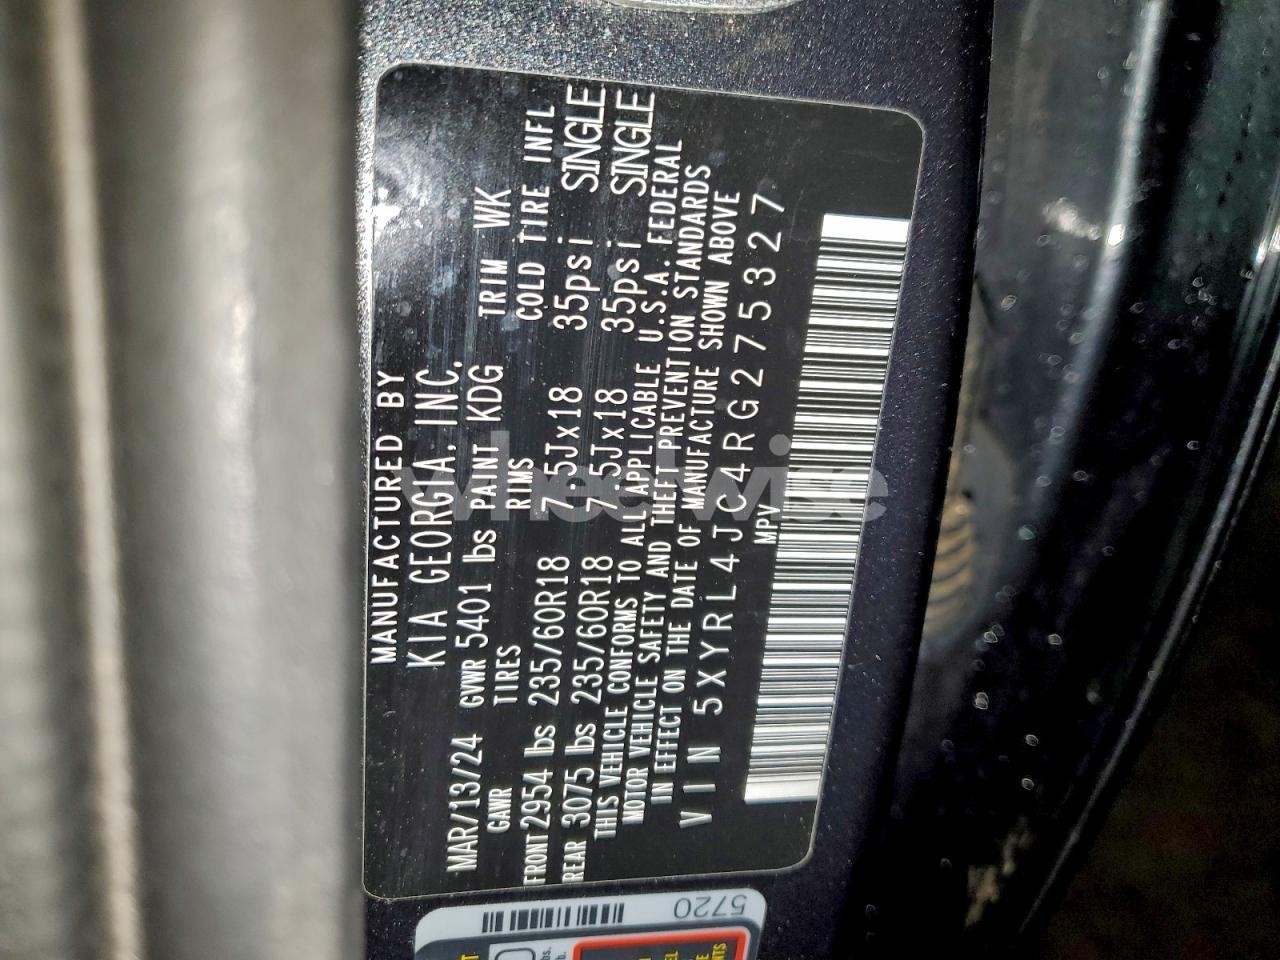 MANUFACTURED BY
KIA GEORGIA. INC.
MAR/13/24 GVWR 5401 lbs PAINT KDG TRIM WK
GAWR TIRES RIMS COLD TIRE INFL
FRONT 2954 lbs 235/60R18 7.5Jx18 35psi SINGLE
REAR 3075 lbs 235/60R18 7.5Jx18 35psi SINGLE
THIS VEHICLE CONFORMS TO ALL APPLICABLE U.S.A. FEDERAL
MOTOR VEHICLE SAFETY AND THEFT PREVENTION STANDARDS
IN EFFECT ON THE DATE OF MANUFACTURE SHOWN ABOVE
VIN 5XYRL4JC4RG275327
MPV
wheelwise
5720